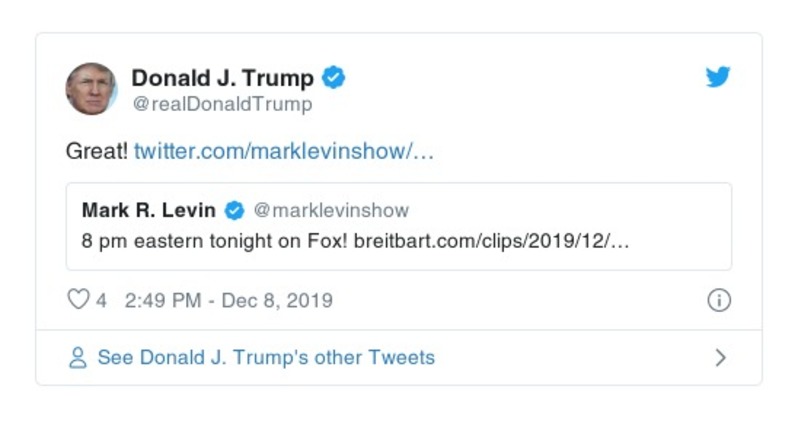 Donald J. Trump
@realDonaldTrump
Great! twitter.com/marklevinshow/…
Mark R. Levin @marklevinshow
8 pm eastern tonight on Fox! breitbart.com/clips/2019/12/…
4 2:49 PM - Dec 8, 2019
See Donald J. Trump's other Tweets